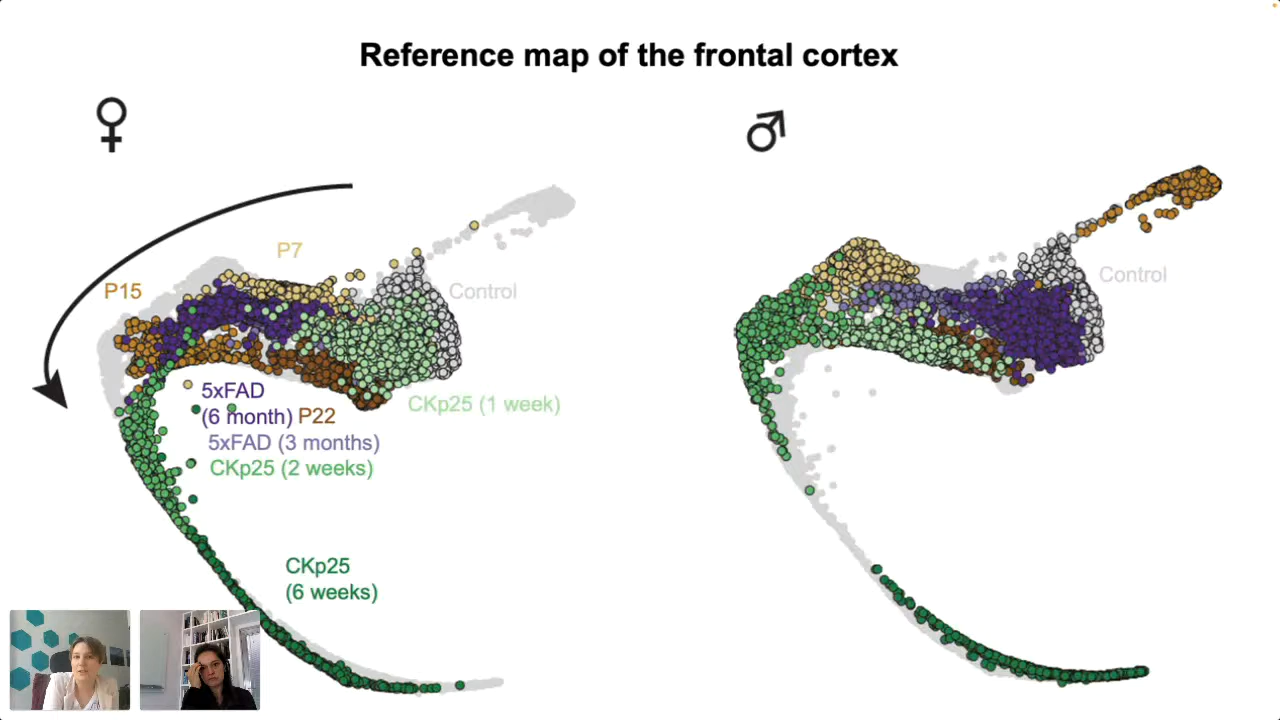 Reference map of the frontal cortex
♀
♂
P7
P15
Control
Control
5xFAD
(6 month) P22
5xFAD (3 months)
CKp25 (2 weeks)
CKp25 (1 week)
CKp25
(6 weeks)